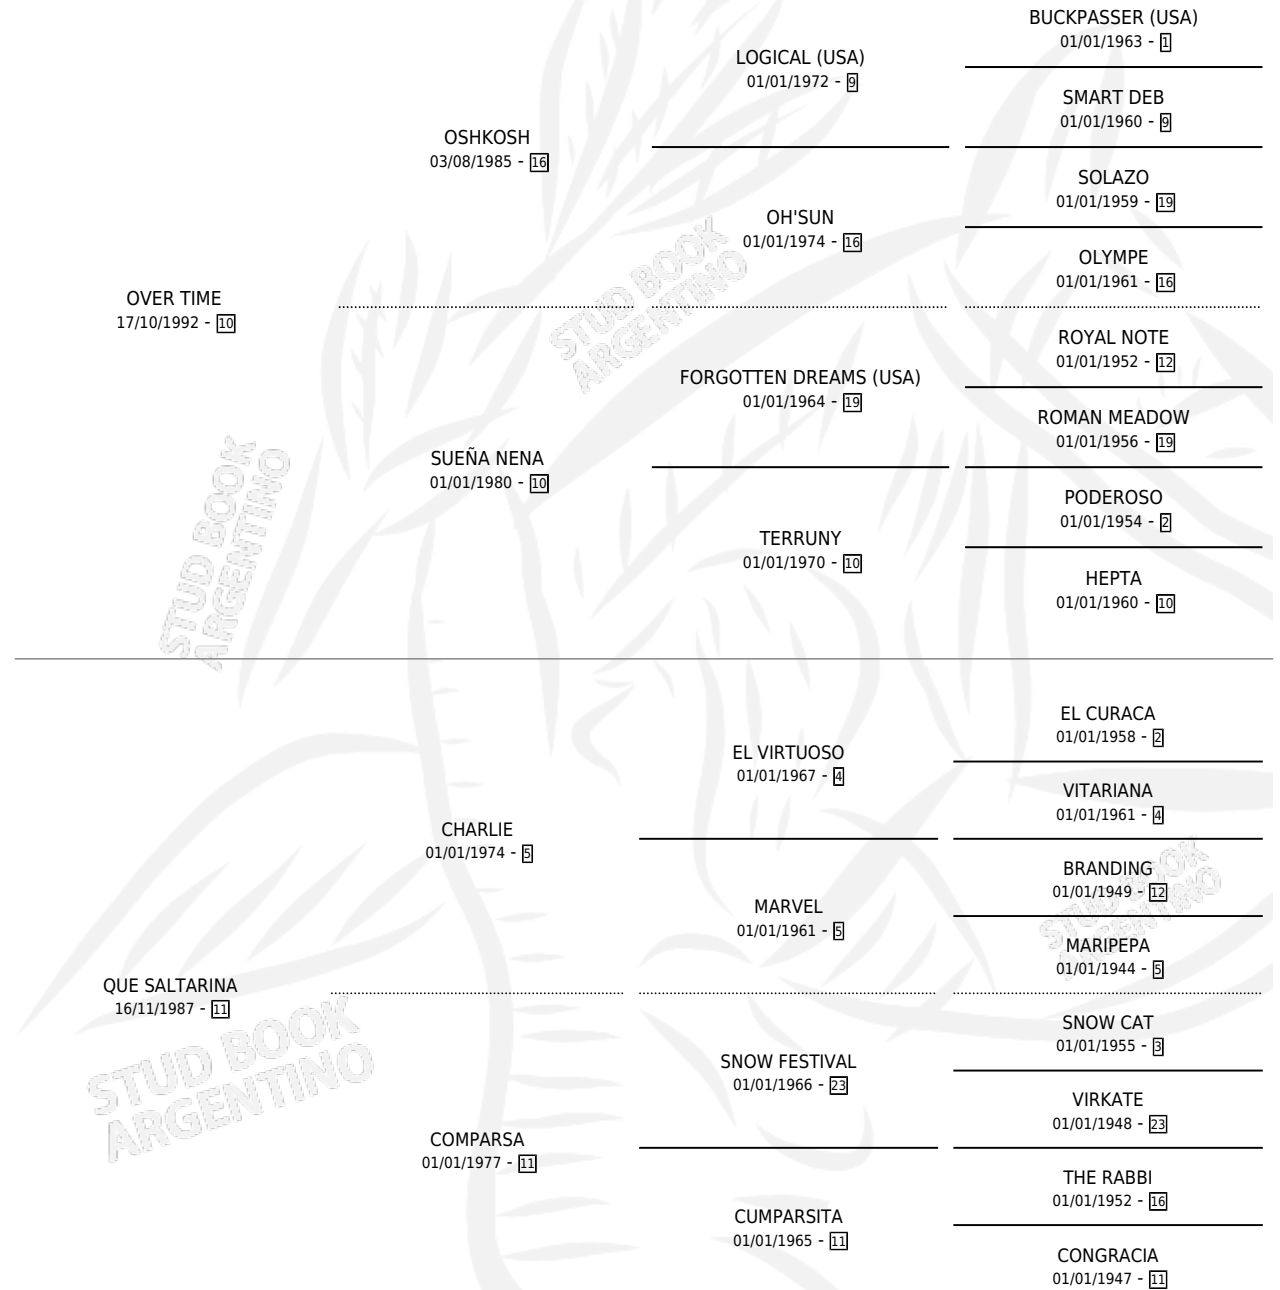 BUCKPASSER (USA)
01/01/1963 - 1
LOGICAL (USA)
01/01/1972 - 9
SMART DEB
01/01/1960 - 9
OSHKOSH
03/08/1985 - 16
SOLAZO
01/01/1959 - 19
OH'SUN
01/01/1974 - 16
OLYMPE
01/01/1961 - 16
OVER TIME
17/10/1992 - 10
ROYAL NOTE
01/01/1952 - 12
FORGOTTEN DREAMS (USA)
01/01/1964 - 19
ROMAN MEADOW
01/01/1956 - 19
SUEÑA NENA
01/01/1980 - 10
PODEROSO
01/01/1954 - 2
TERRUNY
01/01/1970 - 10
HEPTA
01/01/1960 - 10
EL CURACA
01/01/1958 - 2
EL VIRTUOSO
01/01/1967 - 4
VITARIANA
01/01/1961 - 4
CHARLIE
01/01/1974 - 5
BRANDING
01/01/1949 - 12
MARVEL
01/01/1961 - 5
MARIPEPA
01/01/1944 - 5
QUE SALTARINA
16/11/1987 - 11
SNOW CAT
01/01/1955 - 3
SNOW FESTIVAL
01/01/1966 - 23
VIRKATE
01/01/1948 - 23
COMPARSA
01/01/1977 - 11
THE RABBI
01/01/1952 - 16
CUMPARSITA
01/01/1965 - 11
CONGRACIA
01/01/1947 - 11
STUD BOOK
ARGENTINO
STUD BOOK
ARGENTINO
STUD BOOK
ARGENTINO
STUD BOOK
ARGENTINO